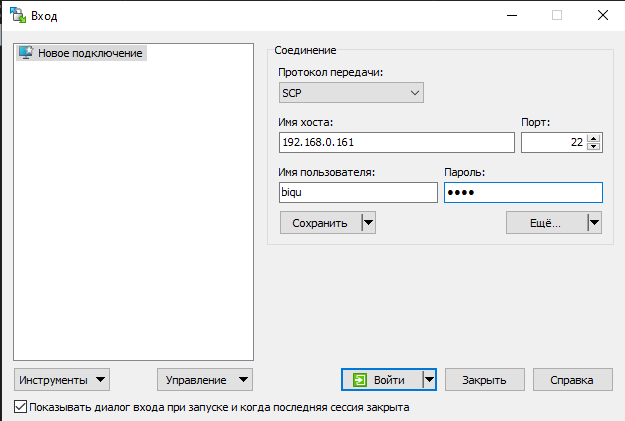 Вход
Новое подключение
Соединение
Протокол передачи:
SCP
Имя хоста: Порт:
192.168.0.161 22
Имя пользователя: Пароль:
biqu ••••
Сохранить Ещё...
Инструменты Управление Войти Закрыть Справка
Показывать диалог входа при запуске и когда последняя сессия закрыта